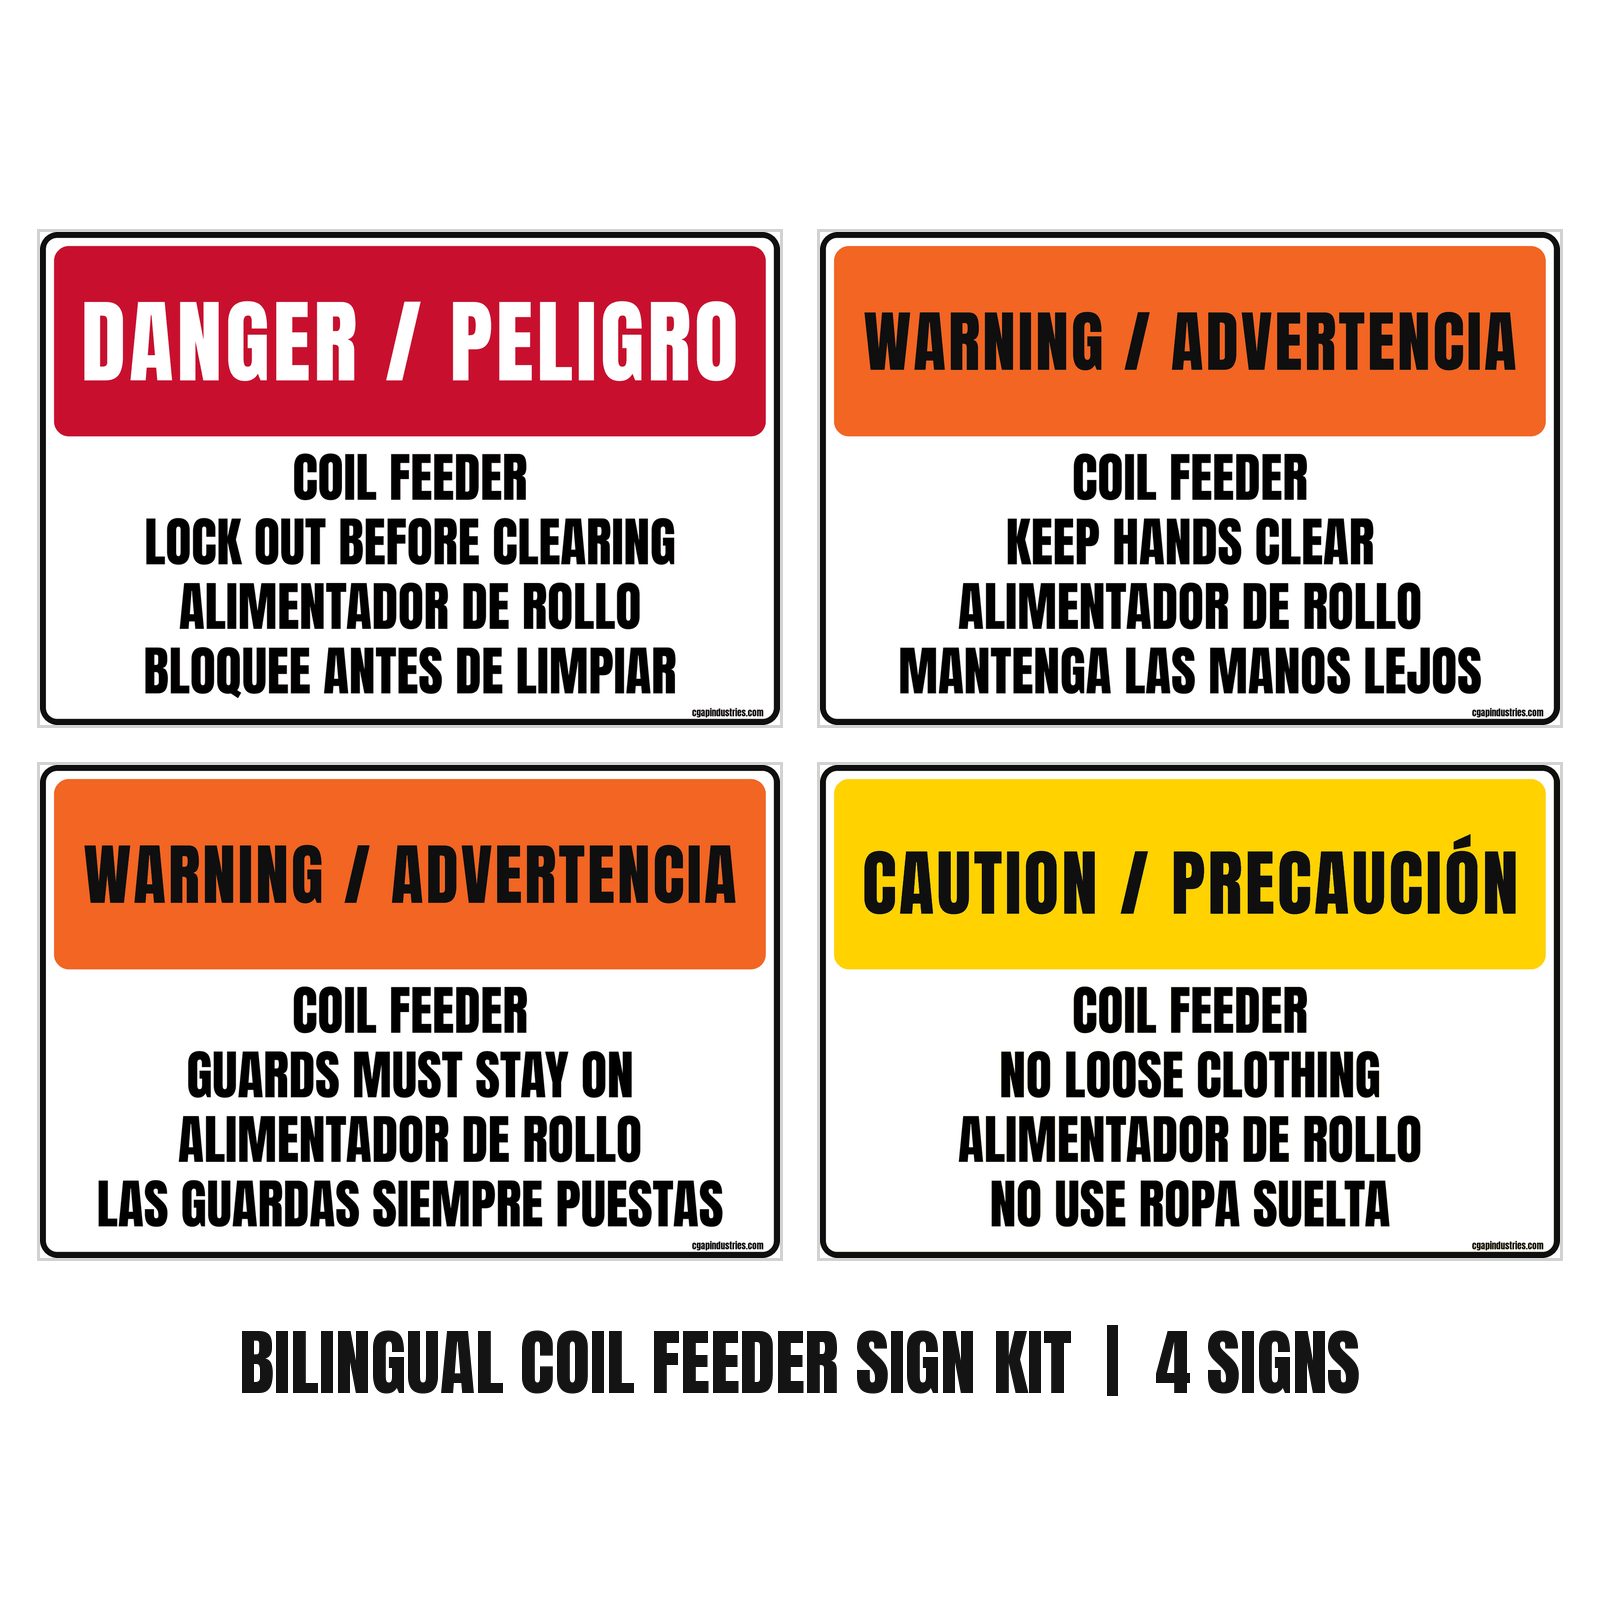 DANGER / PELIGRO
COIL FEEDER
LOCK OUT BEFORE CLEARING
ALIMENTADOR DE ROLLO
BLOQUEE ANTES DE LIMPIAR
cgapindustries.com
WARNING / ADVERTENCIA
COIL FEEDER
KEEP HANDS CLEAR
ALIMENTADOR DE ROLLO
MANTENGA LAS MANOS LEJOS
cgapindustries.com
WARNING / ADVERTENCIA
COIL FEEDER
GUARDS MUST STAY ON
ALIMENTADOR DE ROLLO
LAS GUARDAS SIEMPRE PUESTAS
cgapindustries.com
CAUTION / PRECAUCIÓN
COIL FEEDER
NO LOOSE CLOTHING
ALIMENTADOR DE ROLLO
NO USE ROPA SUELTA
cgapindustries.com
BILINGUAL COIL FEEDER SIGN KIT | 4 SIGNS